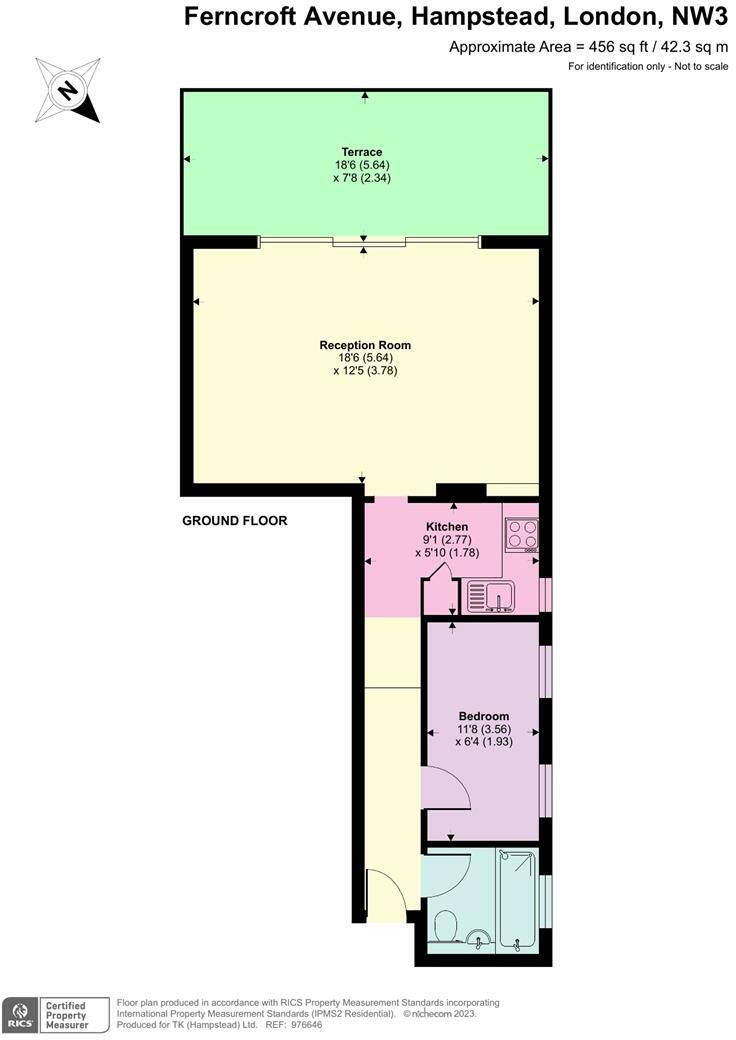 Ferncroft Avenue, Hampstead, London, NW3
Approximate Area = 456 sq ft / 42.3 sq m
For identification only - Not to scale
N
Terrace
18'6 (5.64)
x 7'8 (2.34)
Reception Room
18'6 (5.64)
x 12'5 (3.78)
GROUND FLOOR
Kitchen
9'1 (2.77)
x 5'10 (1.78)
Bedroom
11'8 (3.56)
x 6'4 (1.93)
RICS
Certified
Property
Measurer
Floor plan produced in accordance with RICS Property Measurement Standards incorporating
International Property Measurement Standards (IPMS2 Residential). © nichecom 2023.
Produced for TK (Hampstead) Ltd. REF: 976646